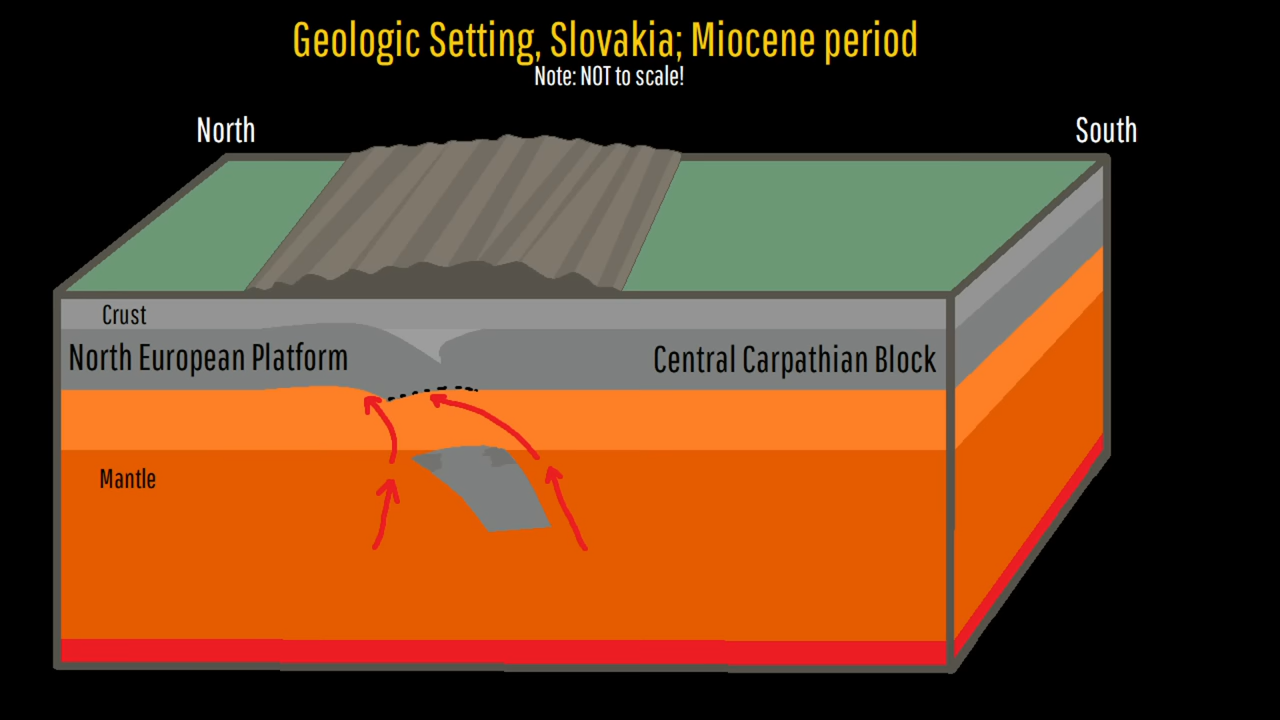 Geologic Setting, Slovakia; Miocene period
Note: NOT to scale!
North
South
Crust
North European Platform
Central Carpathian Block
Mantle